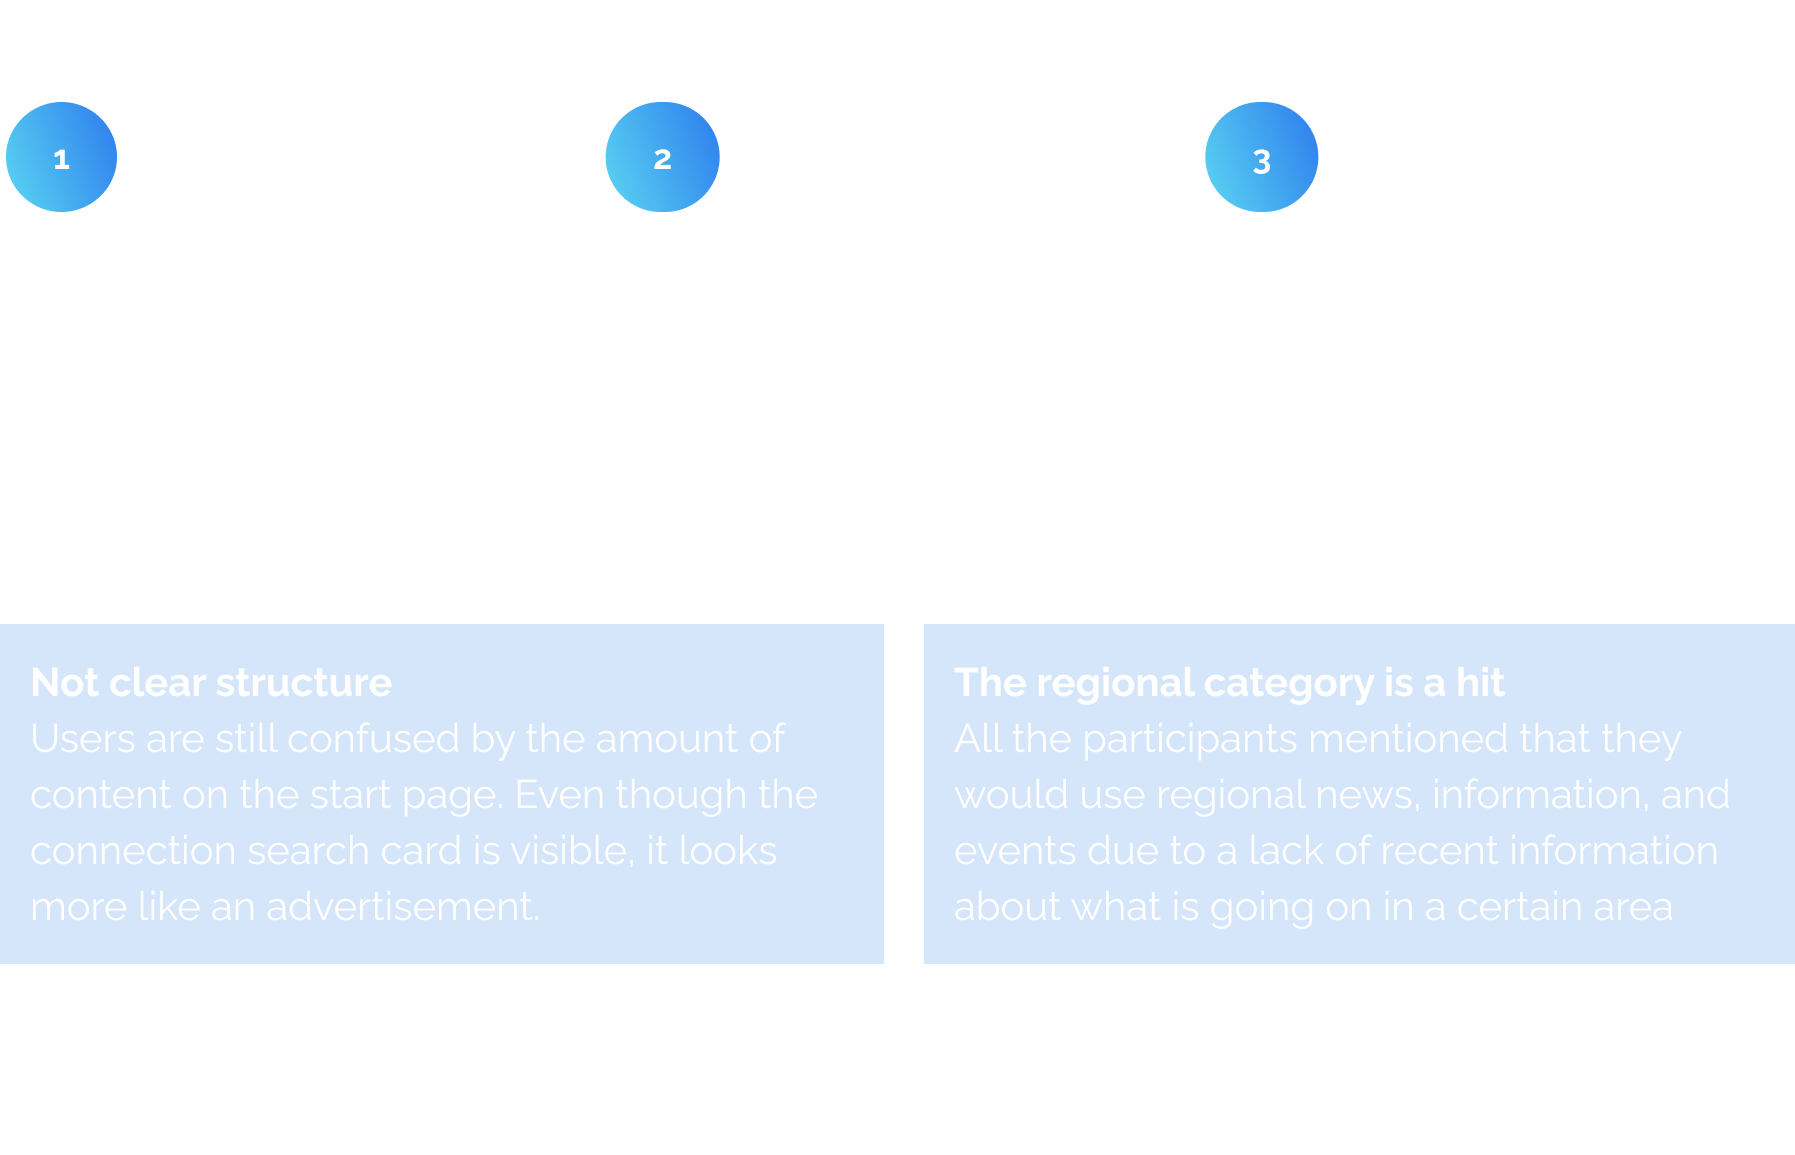 1
2
3
Not clear structure
Users are still confused by the amount of
content on the start page. Even though the
connection search card is visible, it looks
more like an advertisement.
The regional category is a hit
All the participants mentioned that they
would use regional news, information, and
events due to a lack of recent information
about what is going on in a certain area